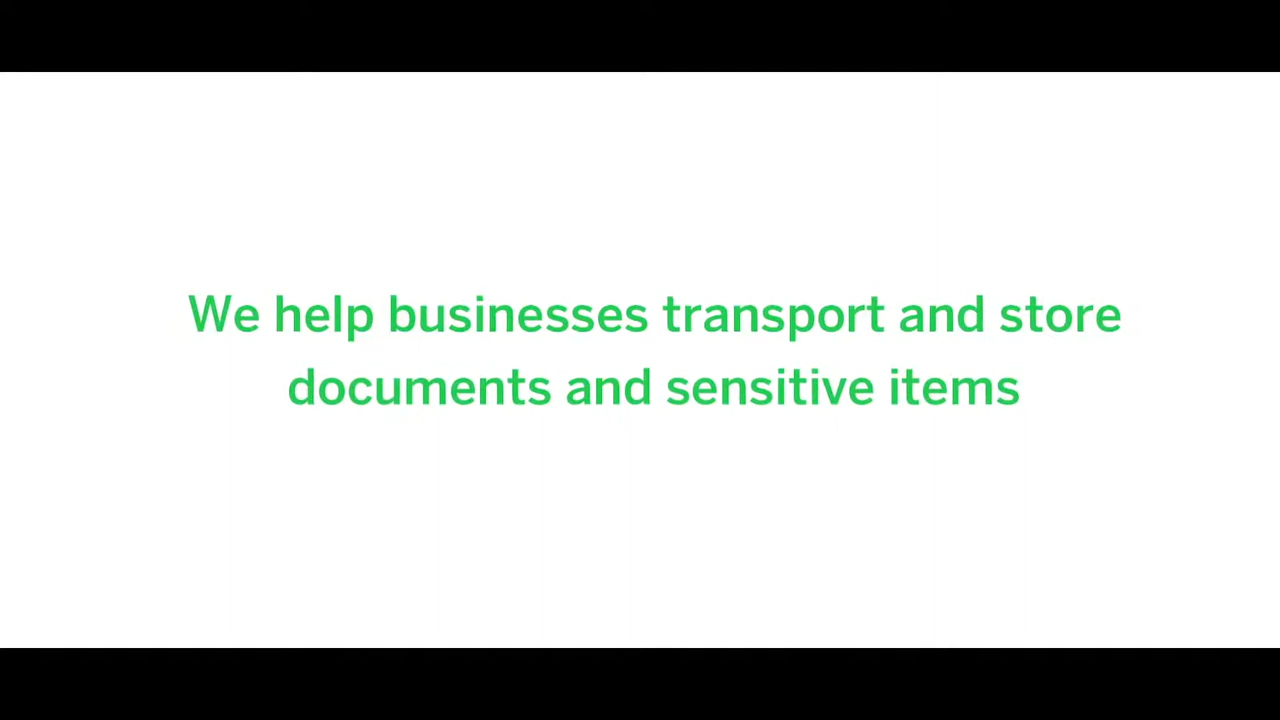 We help businesses transport and store
documents and sensitive items